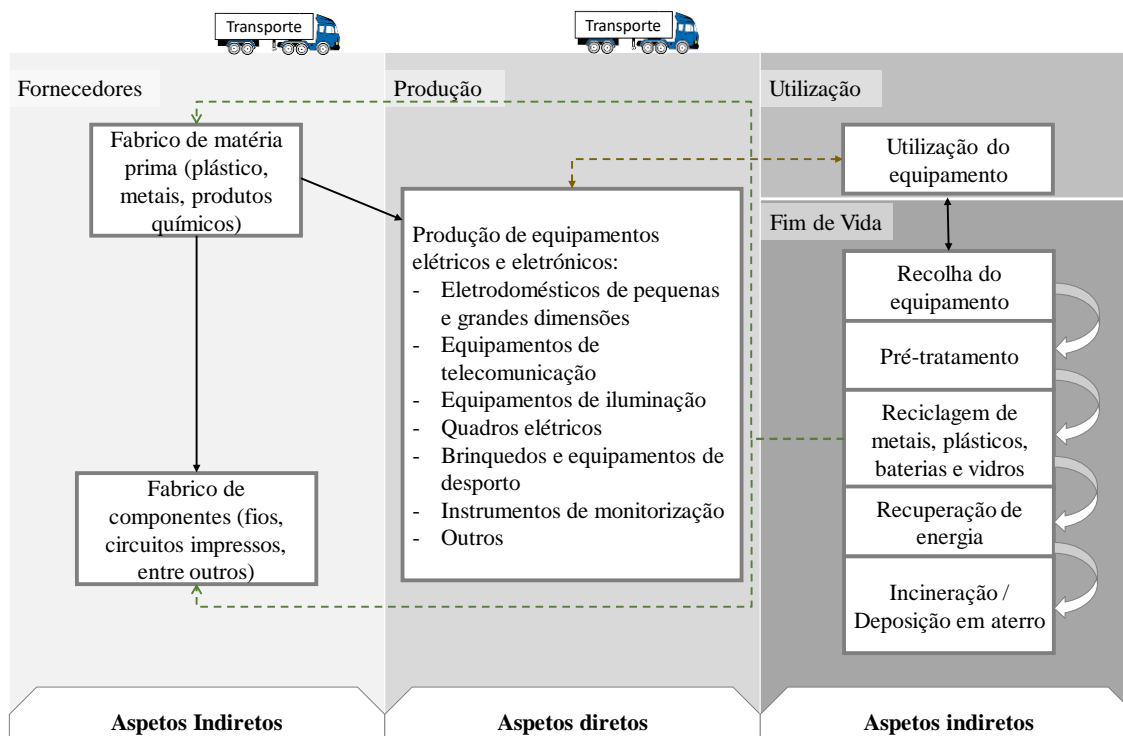 Transporte
Transporte
Fornecedores
Fabrico de matéria
prima (plástico,
metais, produtos
químicos)
Fabrico de
componentes (fios,
circuitos impressos,
entre outros)
Aspetos Indiretos
Produção
Produção de equipamentos
elétricos e eletrónicos:
- Eletrodomésticos de pequenas
e grandes dimensões
- Equipamentos de
telecomunicação
- Equipamentos de iluminação
- Quadros elétricos
- Brinquedos e equipamentos de
desporto
- Instrumentos de monitorização
- Outros
Aspetos diretos
Utilização
Utilização do
equipamento
Fim de Vida
Recolha do
equipamento
Pré-tratamento
Reciclagem de
metais, plásticos,
baterias e vidros
Recuperação de
energia
Incineração /
Deposição em aterro
Aspetos indiretos